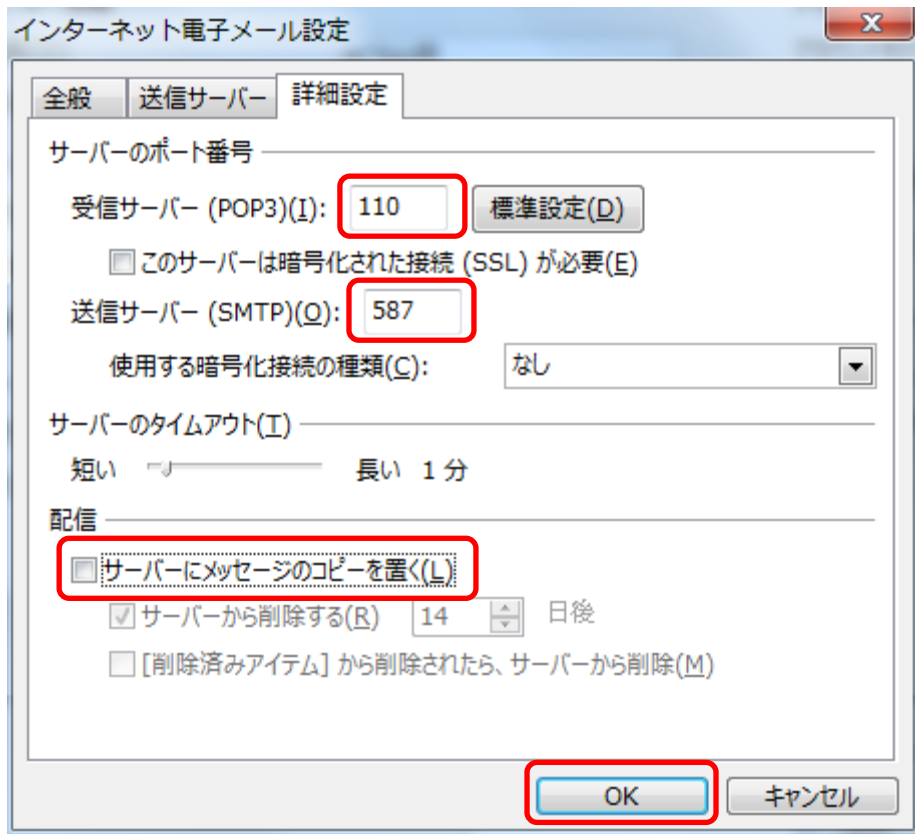 インターネット電子メール設定
全般 送信サーバー 詳細設定
サーバーのポート番号
受信サーバー (POP3)(I): 110 標準設定(D)
このサーバーは暗号化された接続 (SSL) が必要(E)
送信サーバー (SMTP)(O): 587
使用する暗号化接続の種類(C): なし
サーバーのタイムアウト(T)
短い 長い 1 分
配信
サーバーにメッセージのコピーを置く(L)
サーバーから削除する(R) 14 日後
[削除済みアイテム] から削除されたら、サーバーから削除(M)
OK キャンセル